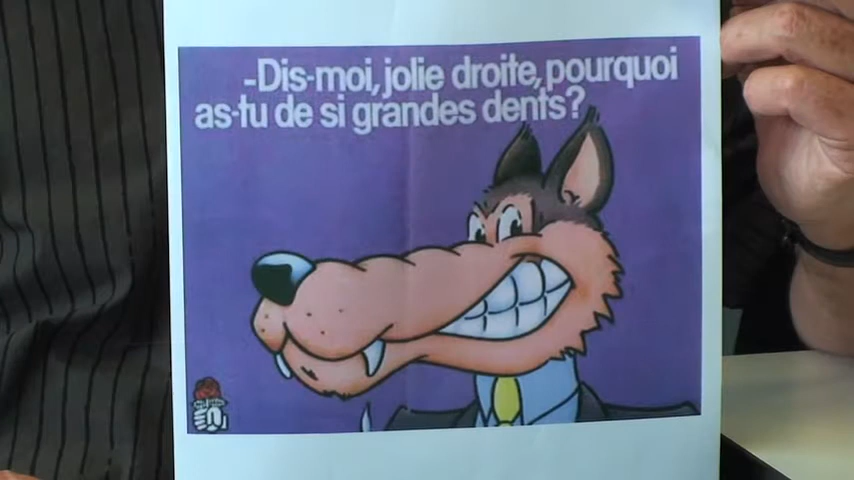 -Dis-moi, jolie droite, pourquoi
as-tu de si grandes dents?